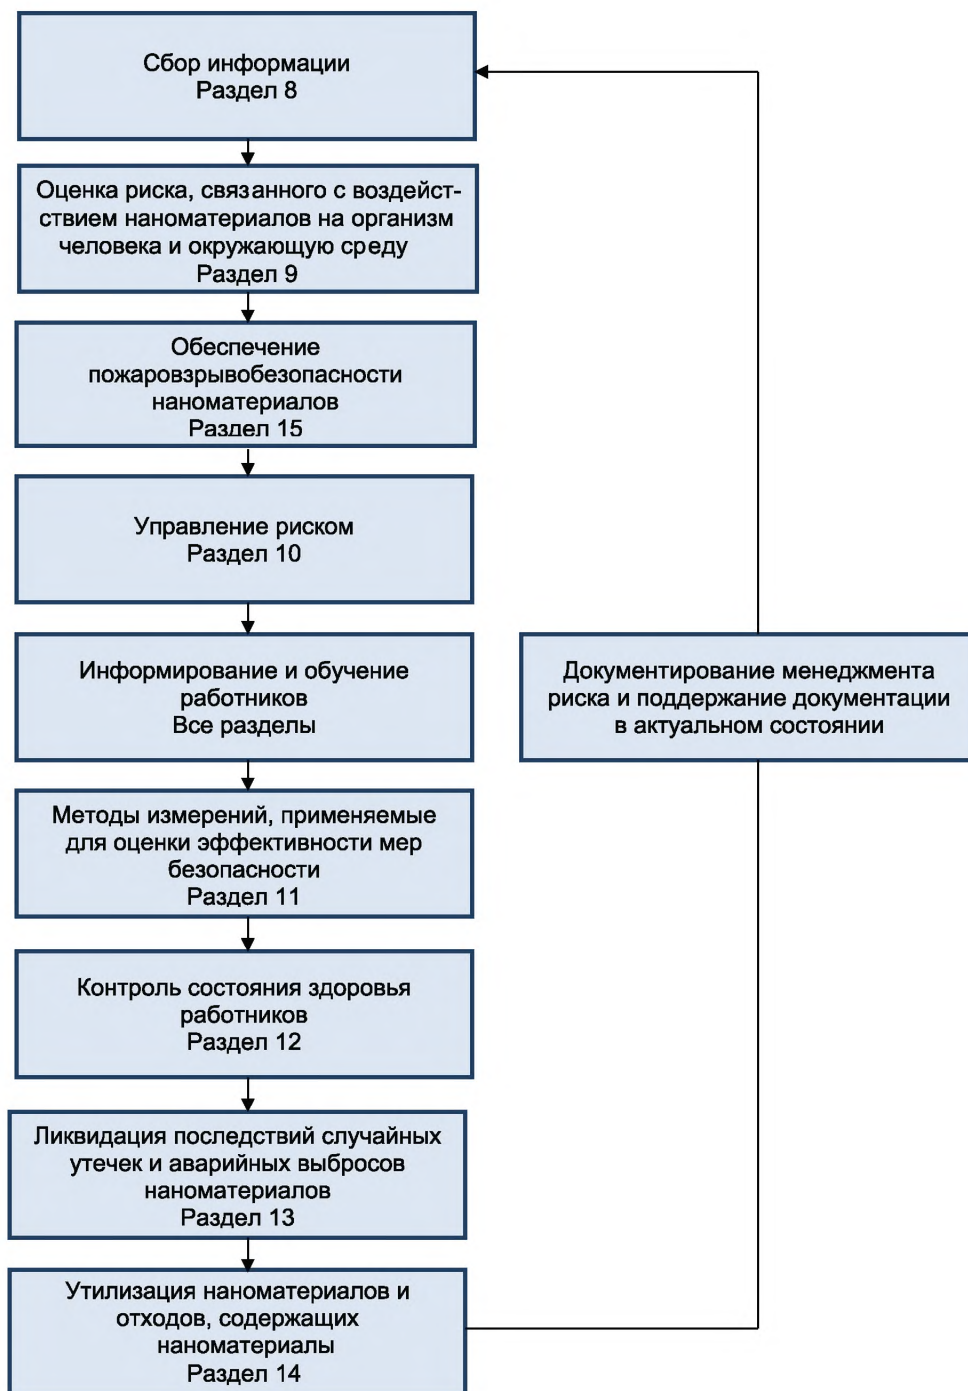 Сбор информации
Раздел 8
Оценка риска, связанного с воздейст-
ствием наноматериалов на организм
человека и окружающую среду
Раздел 9
Обеспечение
пожаровзрывобезопасности
наноматериалов
Раздел 15
Управление риском
Раздел 10
Информирование и обучение
работников
Все разделы
Документирование менеджмента
риска и поддержание документации
в актуальном состоянии
Методы измерений, применяемые
для оценки эффективности мер
безопасности
Раздел 11
Контроль состояния здоровья
работников
Раздел 12
Ликвидация последствий случайных
утечек и аварийных выбросов
наноматериалов
Раздел 13
Утилизация наноматериалов и
отходов, содержащих
наноматериалы
Раздел 14